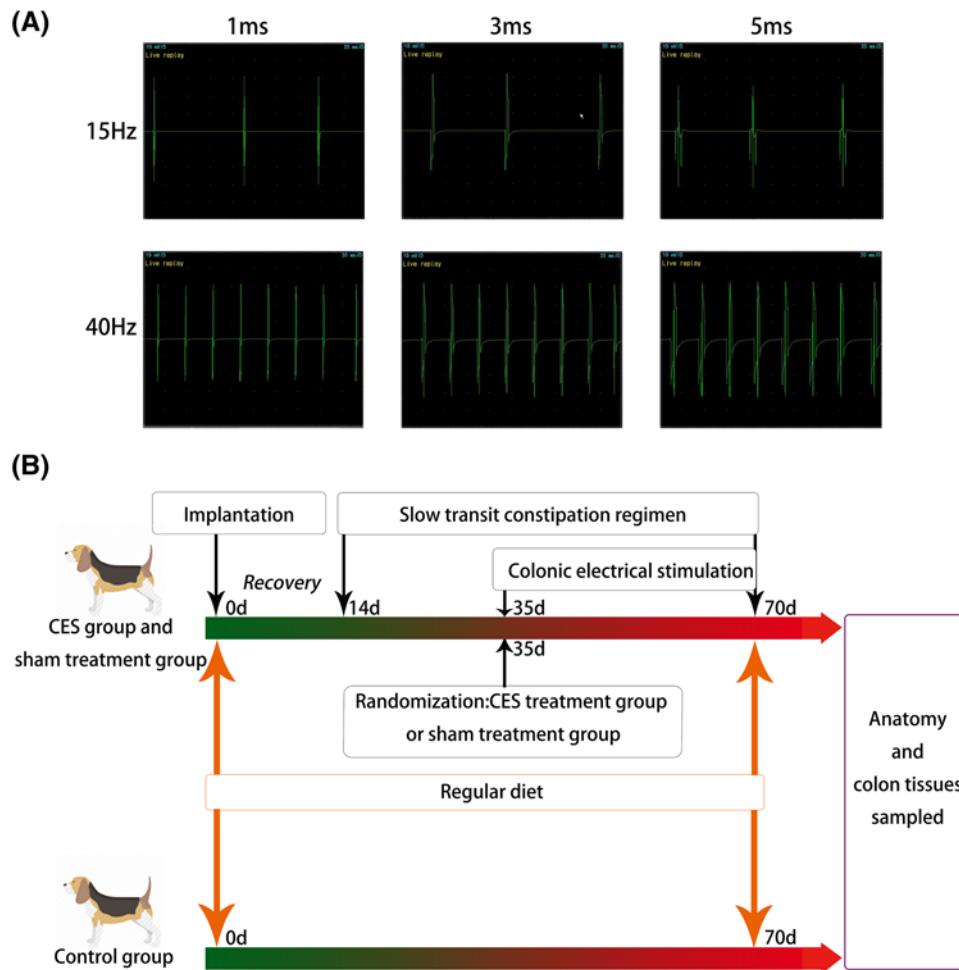 (A)
1ms
3ms
5ms
15Hz
Live replay
Live replay
Live replay
40Hz
Live replay
Live replay
Live replay
(B)
Implantation
Slow transit constipation regimen
Recovery
Colonic electrical stimulation
0d
14d
35d
70d
CES group and
sham treatment group
35d
Randomization:CES treatment group
or sham treatment group
Regular diet
Anatomy
and
colon tissues
sampled
Control group
0d
70d